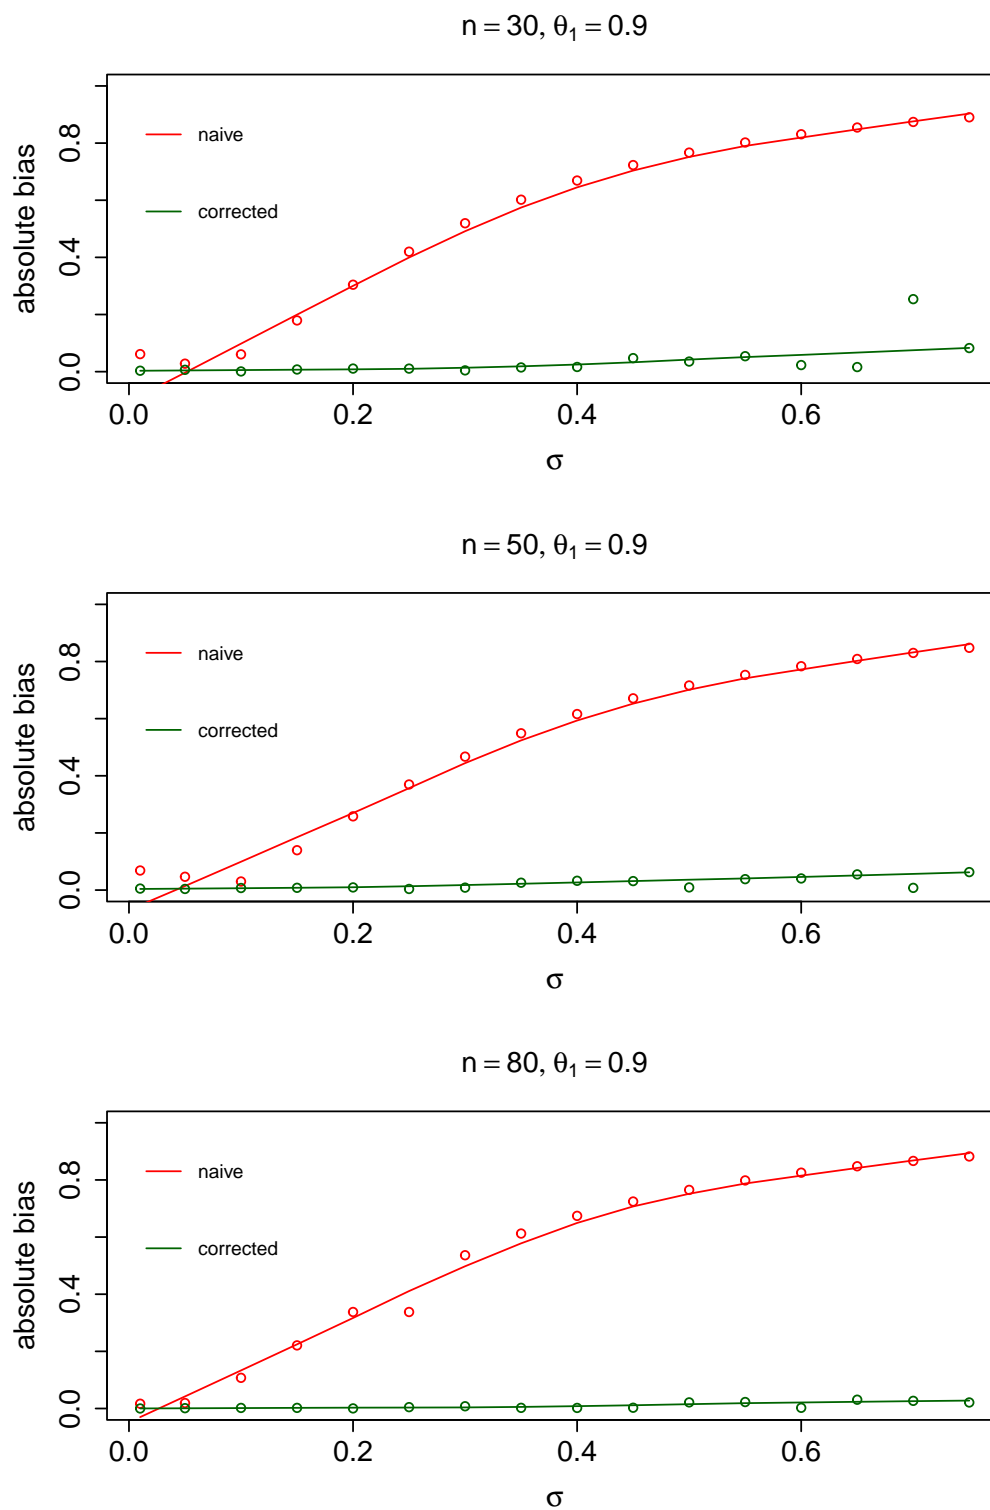 n = 30, θ1 = 0.9
absolute bias
0.0 0.4 0.8
naive
corrected
0.0 0.2 0.4 0.6
σ
n = 50, θ1 = 0.9
absolute bias
0.0 0.4 0.8
naive
corrected
0.0 0.2 0.4 0.6
σ
n = 80, θ1 = 0.9
absolute bias
0.0 0.4 0.8
naive
corrected
0.0 0.2 0.4 0.6
σ